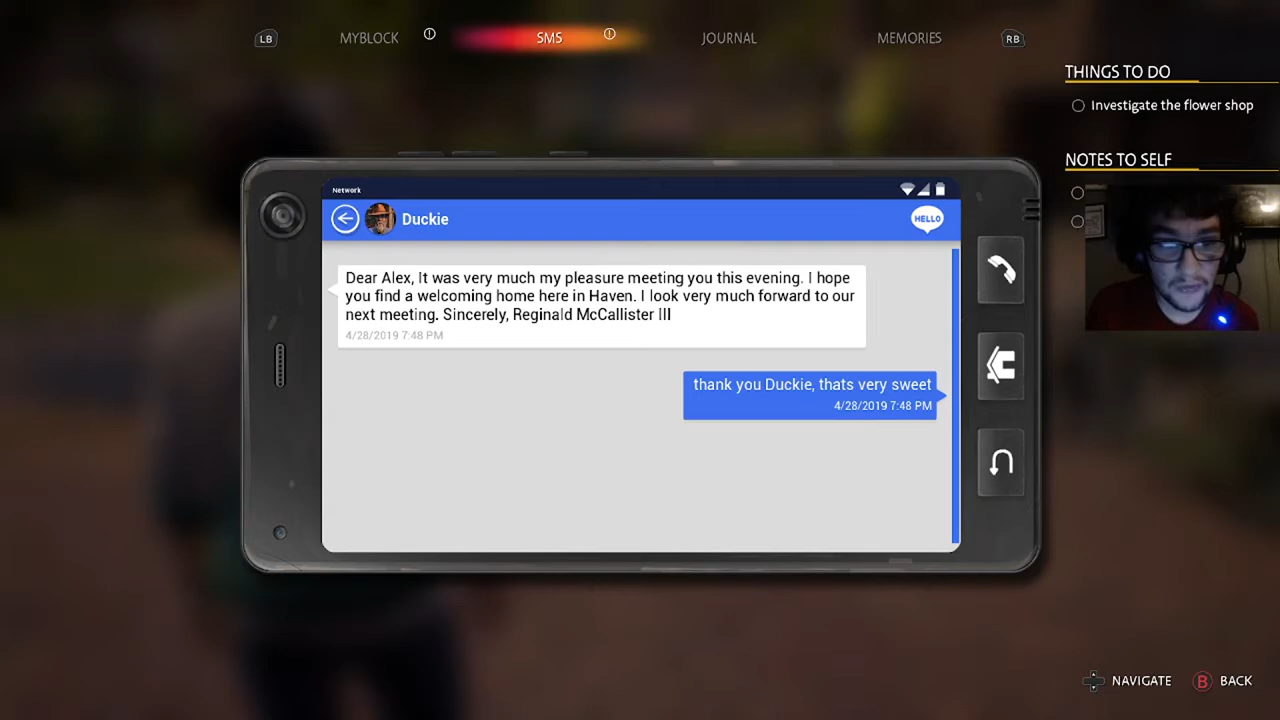 LB
MYBLOCK
SMS
JOURNAL
MEMORIES
RB
THINGS TO DO
Investigate the flower shop
NOTES TO SELF
Network
Duckie
HELLO
Dear Alex, It was very much my pleasure meeting you this evening. I hope
you find a welcoming home here in Haven. I look very much forward to our
next meeting. Sincerely, Reginald McCallister III
4/28/2019 7:48 PM
thank you Duckie, thats very sweet
4/28/2019 7:48 PM
NAVIGATE
B BACK